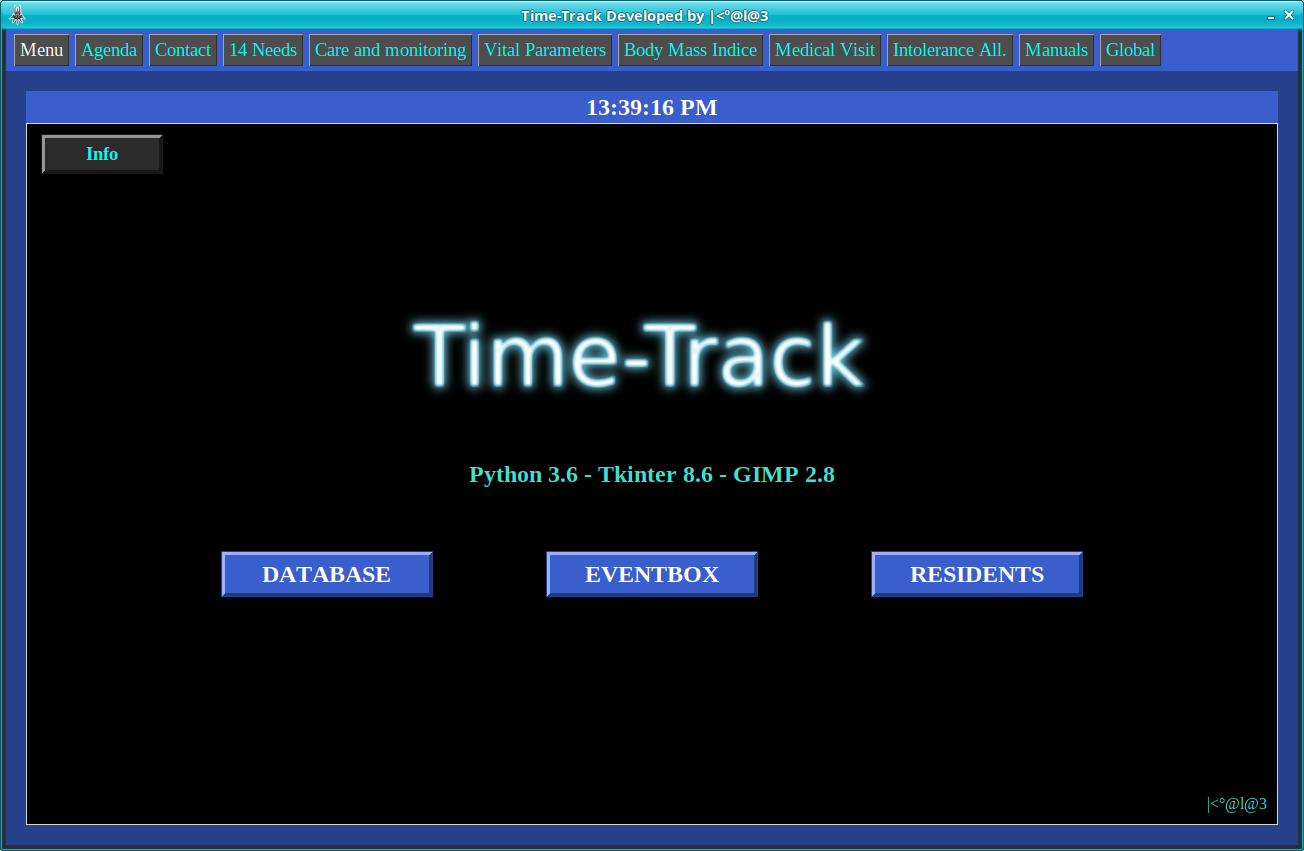 Time-Track Developed by |<°@l@3
Menu Agenda Contact 14 Needs Care and monitoring Vital Parameters Body Mass Indice Medical Visit Intolerance All. Manuals Global
13:39:16 PM
Info
Time-Track
Python 3.6 - Tkinter 8.6 - GIMP 2.8
DATABASE EVENTBOX RESIDENTS
|<°@l@3